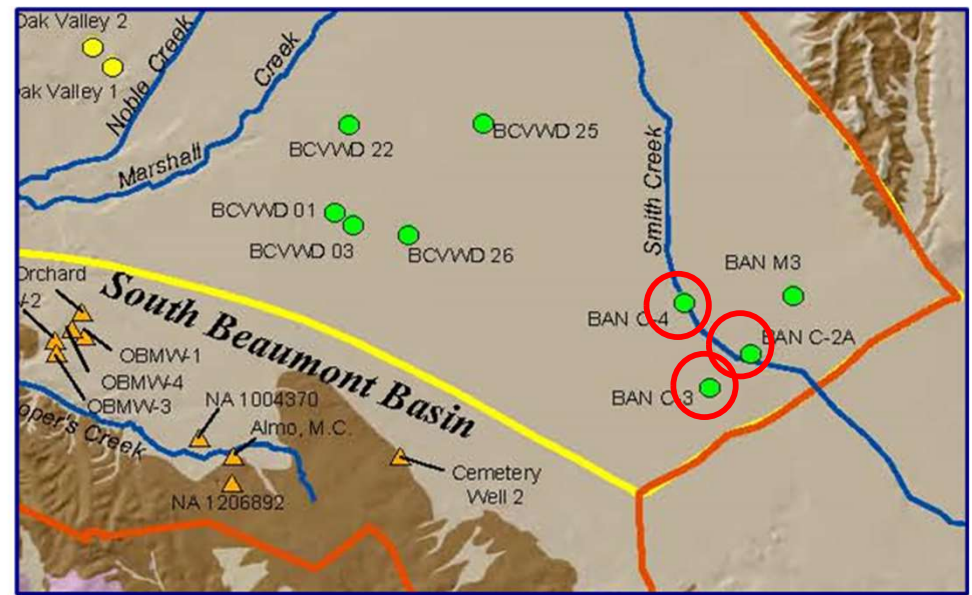 Oak Valley 2
Oak Valley 1
Noble Creek
Marshall Creek
BCVWD 22
BCVWD 25
BCVWD 01
BCVWD 03
BCVWD 26
Smith Creek
BAN M3
BAN C-4
BAN C-2A
BAN C-3
South Beaumont Basin
Orchard
-2
OBMW-1
OBMW-4
OBMW-3
oper's Creek
NA 1004370
Almo, M.C.
NA 1206892
Cemetery
Well 2